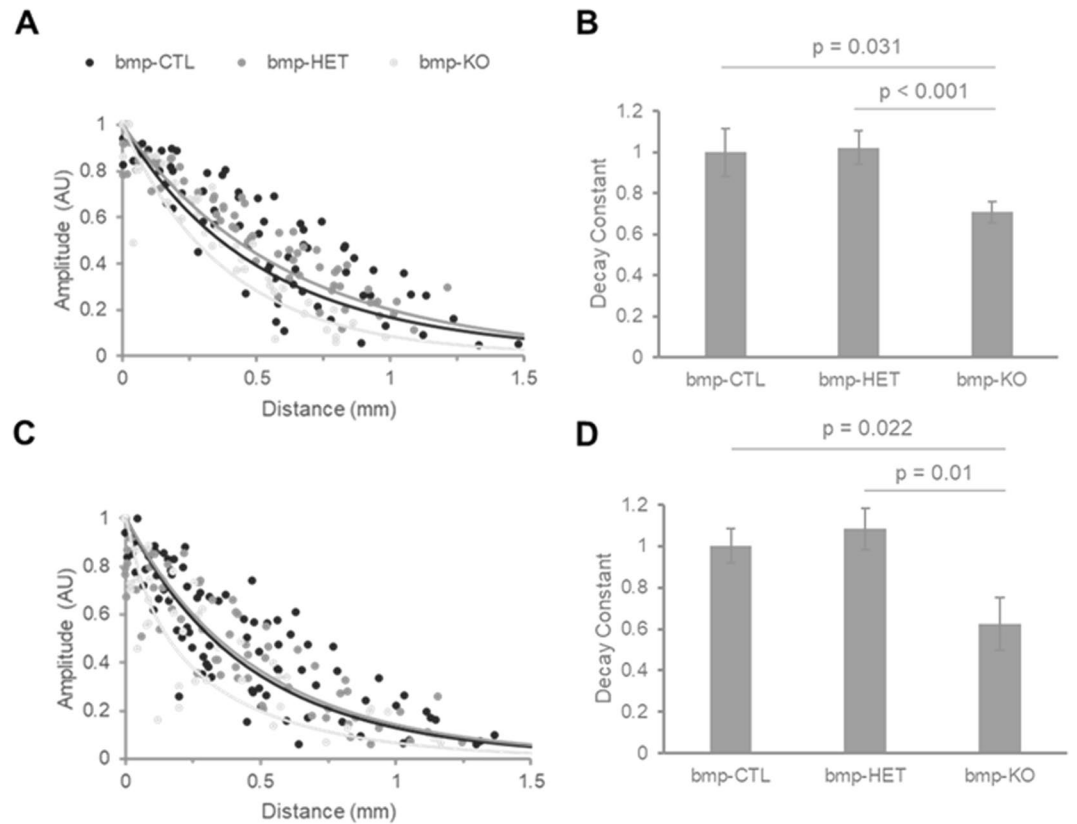 A
bmp-CTL bmp-HET bmp-KO
1
0.8
0.6
0.4
0.2
0
Amplitude (AU)
0 0.5 1 1.5
Distance (mm)
B
p = 0.031
p < 0.001
1.2
1
0.8
0.6
0.4
0.2
0
Decay Constant
bmp-CTL bmp-HET bmp-KO
C
1
0.8
0.6
0.4
0.2
0
Amplitude (AU)
0 0.5 1 1.5
Distance (mm)
D
p = 0.022
p = 0.01
1.2
1
0.8
0.6
0.4
0.2
0
Decay Constant
bmp-CTL bmp-HET bmp-KO